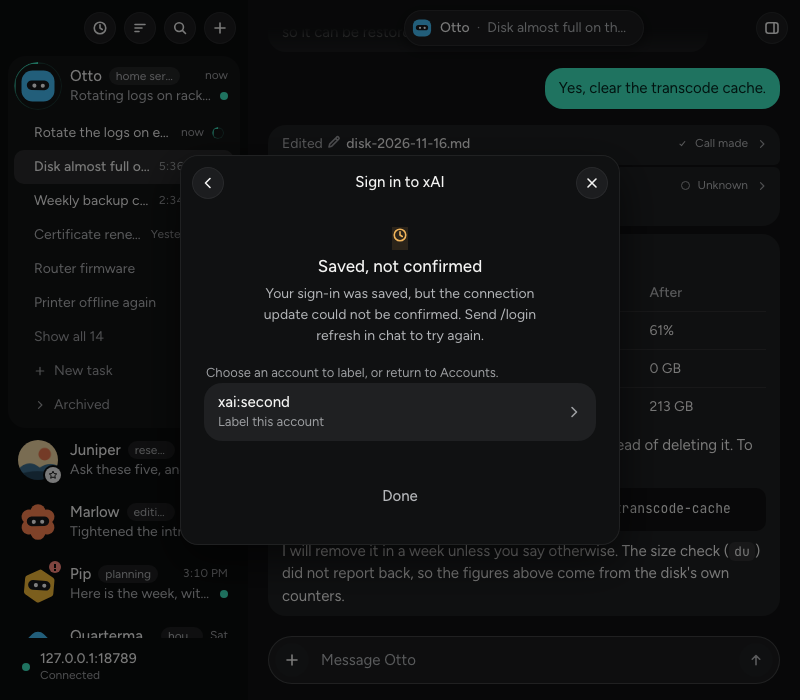 Otto · Disk almost full on th...
so it can be restor
Otto home ser... now
Rotating logs on rack...
Rotate the logs on e... now
Disk almost full o... 5:36
Weekly backup c... 2:34
Certificate rene... Yeste
Router firmware
Printer offline again
Show all 14
New task
Archived
Juniper rese...
Ask these five, an
Marlow editi...
Tightened the intr
Pip planning 3:10 PM
Here is the week, wit...
Quarterma hou... Sat
127.0.0.1:18789
Connected
Yes, clear the transcode cache.
Edited disk-2026-11-16.md Call made
Unknown
After
61%
0 GB
213 GB
ead of deleting it. To
transcode-cache
I will remove it in a week unless you say otherwise. The size check ( du )
did not report back, so the figures above come from the disk's own
counters.
Message Otto
Sign in to xAI
Saved, not confirmed
Your sign-in was saved, but the connection
update could not be confirmed. Send /login
refresh in chat to try again.
Choose an account to label, or return to Accounts.
xai:second
Label this account
Done